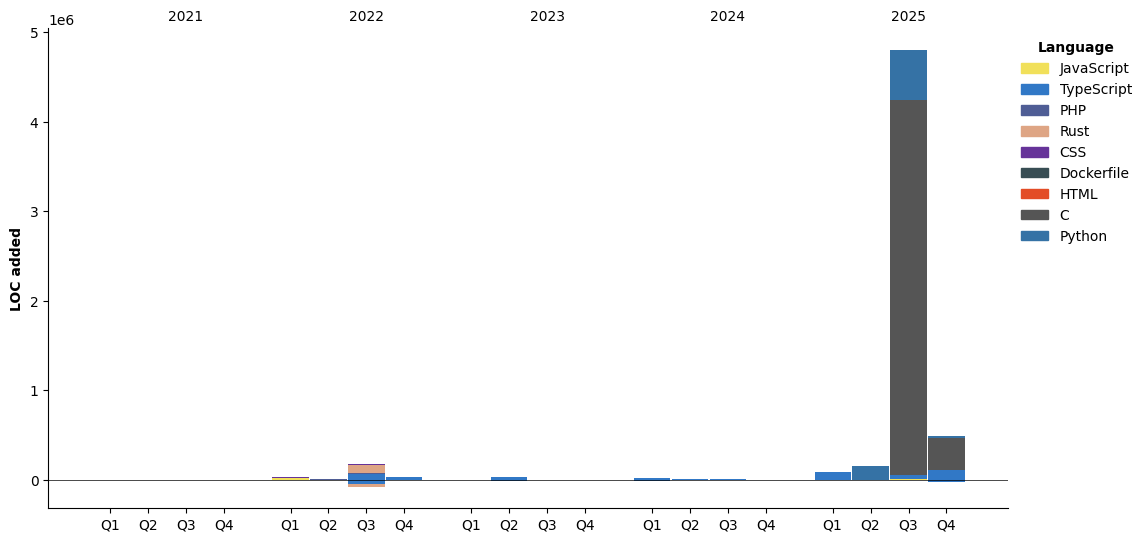 1e6
2021 2022 2023 2024 2025
5
4
3
2
1
0
LOC added
Q1 Q2 Q3 Q4 Q1 Q2 Q3 Q4 Q1 Q2 Q3 Q4 Q1 Q2 Q3 Q4 Q1 Q2 Q3 Q4
Language
JavaScript
TypeScript
PHP
Rust
CSS
Dockerfile
HTML
C
Python